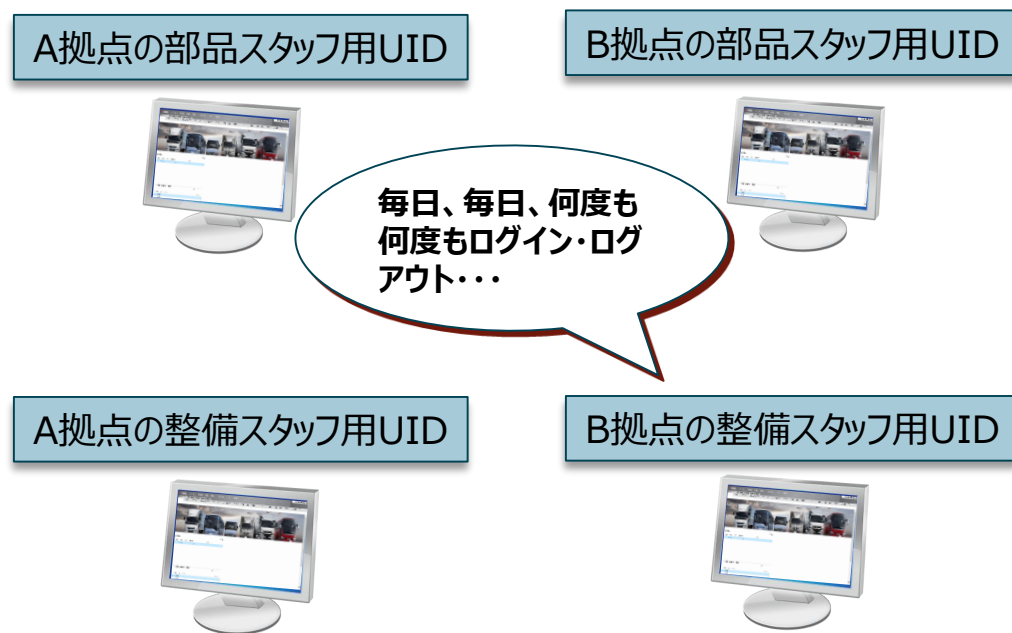 A拠点の部品スタッフ用UID
B拠点の部品スタッフ用UID
毎日、毎日、何度も
何度もログイン・ログ
アウト・・・
A拠点の整備スタッフ用UID
B拠点の整備スタッフ用UID